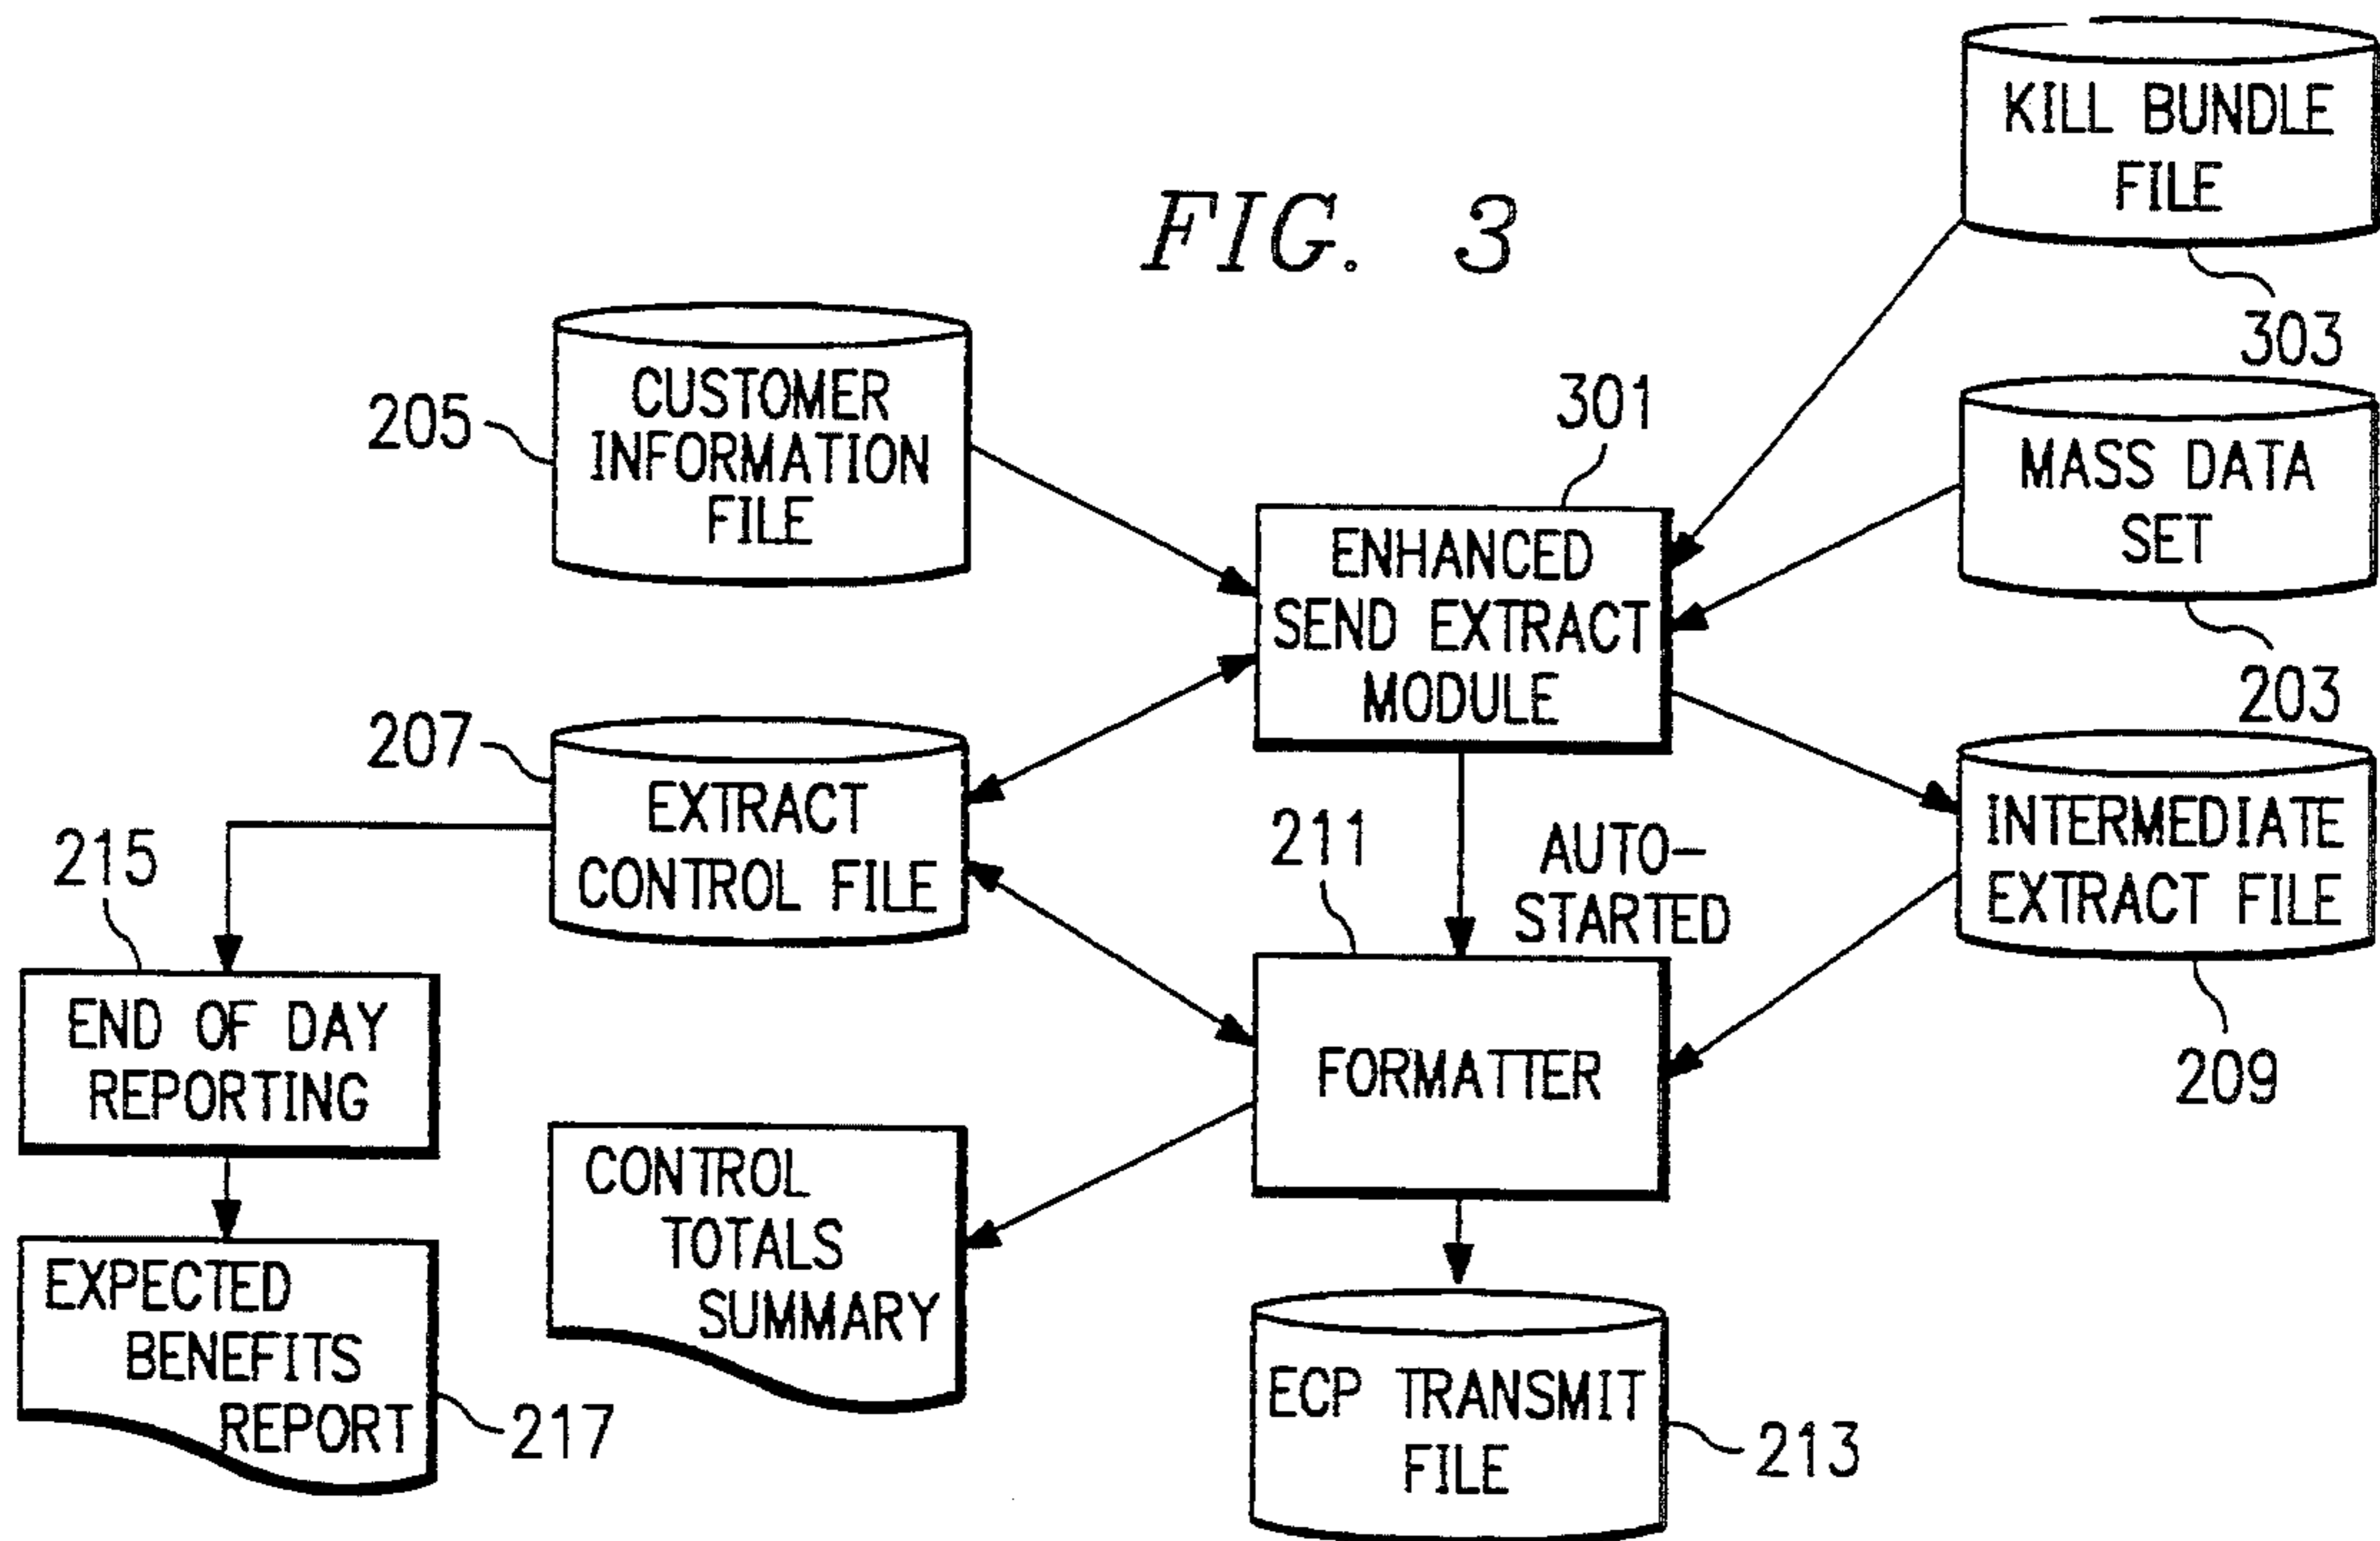 KILL BUNDLE
FILE
303
FIG. 3
CUSTOMER
INFORMATION
FILE
205
301
ENHANCED
SEND EXTRACT
MODULE
MASS DATA
SET
203
207
EXTRACT
CONTROL FILE
211
AUTO-
STARTED
INTERMEDIATE
EXTRACT FILE
209
215
END OF DAY
REPORTING
FORMATTER
CONTROL
TOTALS
SUMMARY
EXPECTED
BENEFITS
REPORT
217
ECP TRANSMIT
FILE
213